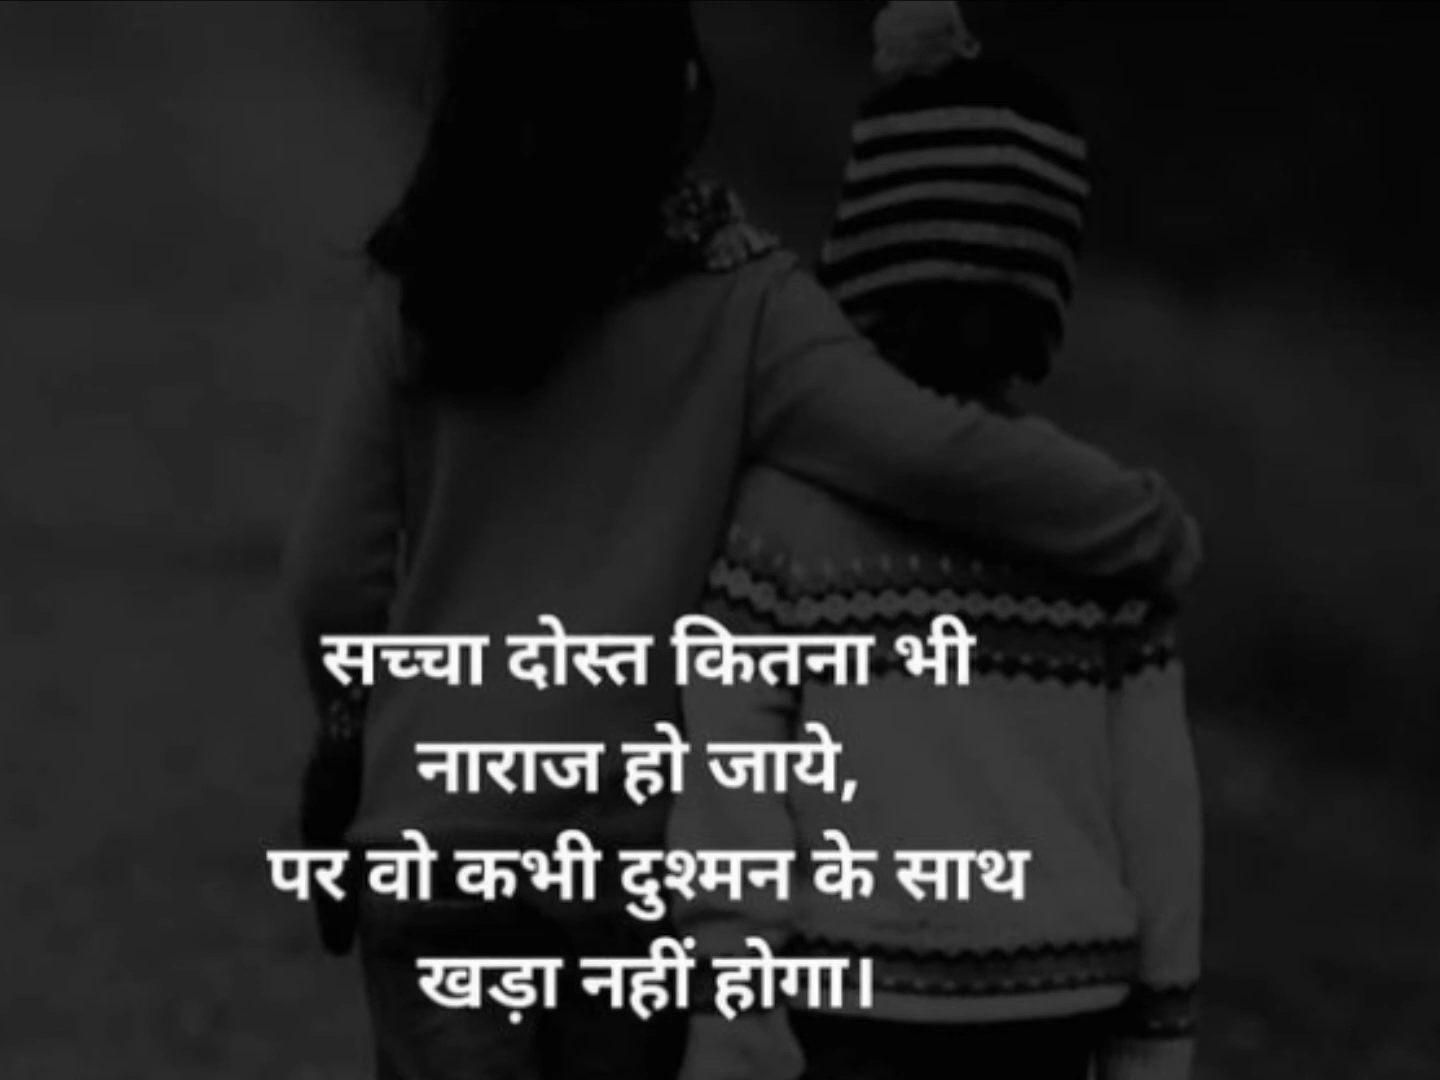 सच्चा दोस्त कितना भी
नाराज हो जाये,
पर वो कभी दुश्मन के साथ
खड़ा नहीं होगा।